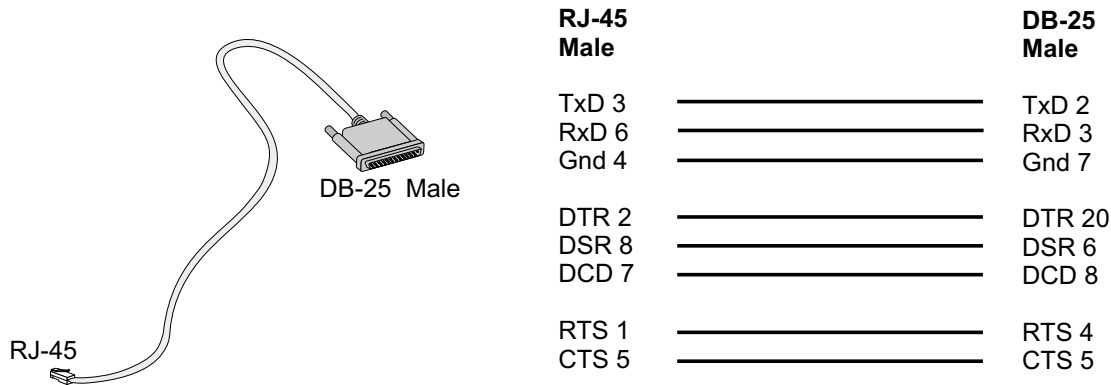 RJ-45
Male
DB-25
Male
TxD 3
TxD 2
RxD 6
RxD 3
Gnd 4
Gnd 7
DB-25 Male
DTR 2
DTR 20
DSR 8
DSR 6
DCD 7
DCD 8
RTS 1
RTS 4
RJ-45
CTS 5
CTS 5